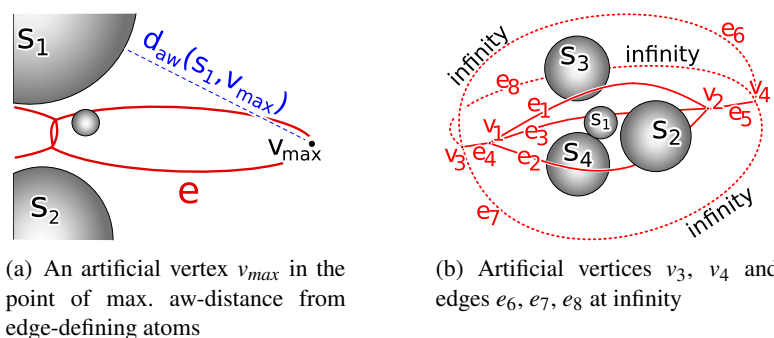 S1
daw(s1,vmax)
vmax
e
S2
(a) An artificial vertex vmax in the
point of max. aw-distance from
edge-defining atoms
infinity
e6
S3
infinity
e8
v4
e1
v2
v1
s1
e5
e3
S2
v3
e4
S4
e2
e7
infinity
(b) Artificial vertices v3, v4 and
edges e6, e7, e8 at infinity